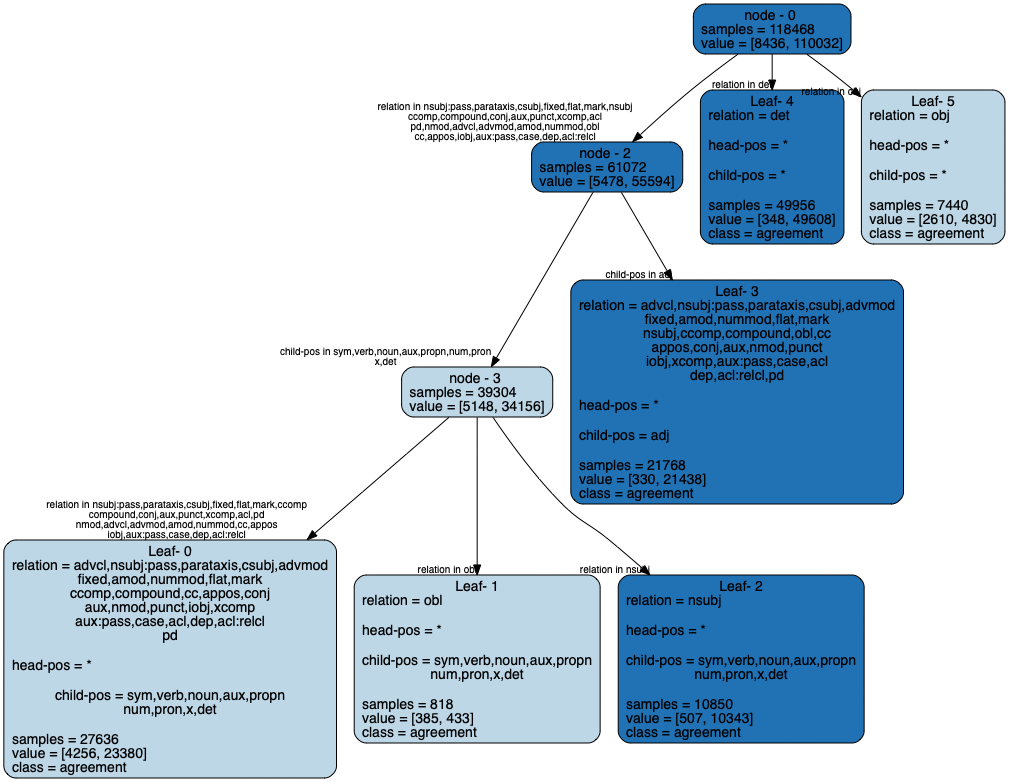 node - 0
samples = 118468
value = [8436, 110032]
relation in nsubj:pass,parataxis,csubj,fixed,flat,mark,nsubj
ccomp,compound,conj,aux,punct,xcomp,acl
pd,nmod,advcl,advmod,amod,nummod,obl
cc,appos,iobj,aux:pass,case,dep,acl:relcl
relation in det
relation in obj
node - 2
samples = 61072
value = [5478, 55594]
Leaf- 4
relation = det
head-pos = *
child-pos = *
samples = 49956
value = [348, 49608]
class = agreement
Leaf- 5
relation = obj
head-pos = *
child-pos = *
samples = 7440
value = [2610, 4830]
class = agreement
child-pos in sym,verb,noun,aux,propn,num,pron
x,det
child-pos in adj
node - 3
samples = 39304
value = [5148, 34156]
Leaf- 3
relation = advcl,nsubj:pass,parataxis,csubj,advmod
fixed,amod,nummod,flat,mark
nsubj,ccomp,compound,obl,cc
appos,conj,aux,nmod,punct
iobj,xcomp,aux:pass,case,acl
dep,acl:relcl,pd
head-pos = *
child-pos = adj
samples = 21768
value = [330, 21438]
class = agreement
relation in nsubj:pass,parataxis,csubj,fixed,flat,mark,ccomp
compound,conj,aux,punct,xcomp,acl,pd
nmod,advcl,advmod,amod,nummod,cc,appos
iobj,aux:pass,case,dep,acl:relcl
relation in obl
relation in nsubj
Leaf- 0
relation = advcl,nsubj:pass,parataxis,csubj,advmod
fixed,amod,nummod,flat,mark
ccomp,compound,cc,appos,conj
aux,nmod,punct,iobj,xcomp
aux:pass,case,acl,dep,acl:relcl
pd
head-pos = *
child-pos = sym,verb,noun,aux,propn
num,pron,x,det
samples = 27636
value = [4256, 23380]
class = agreement
Leaf- 1
relation = obl
head-pos = *
child-pos = sym,verb,noun,aux,propn
num,pron,x,det
samples = 818
value = [385, 433]
class = agreement
Leaf- 2
relation = nsubj
head-pos = *
child-pos = sym,verb,noun,aux,propn
num,pron,x,det
samples = 10850
value = [507, 10343]
class = agreement